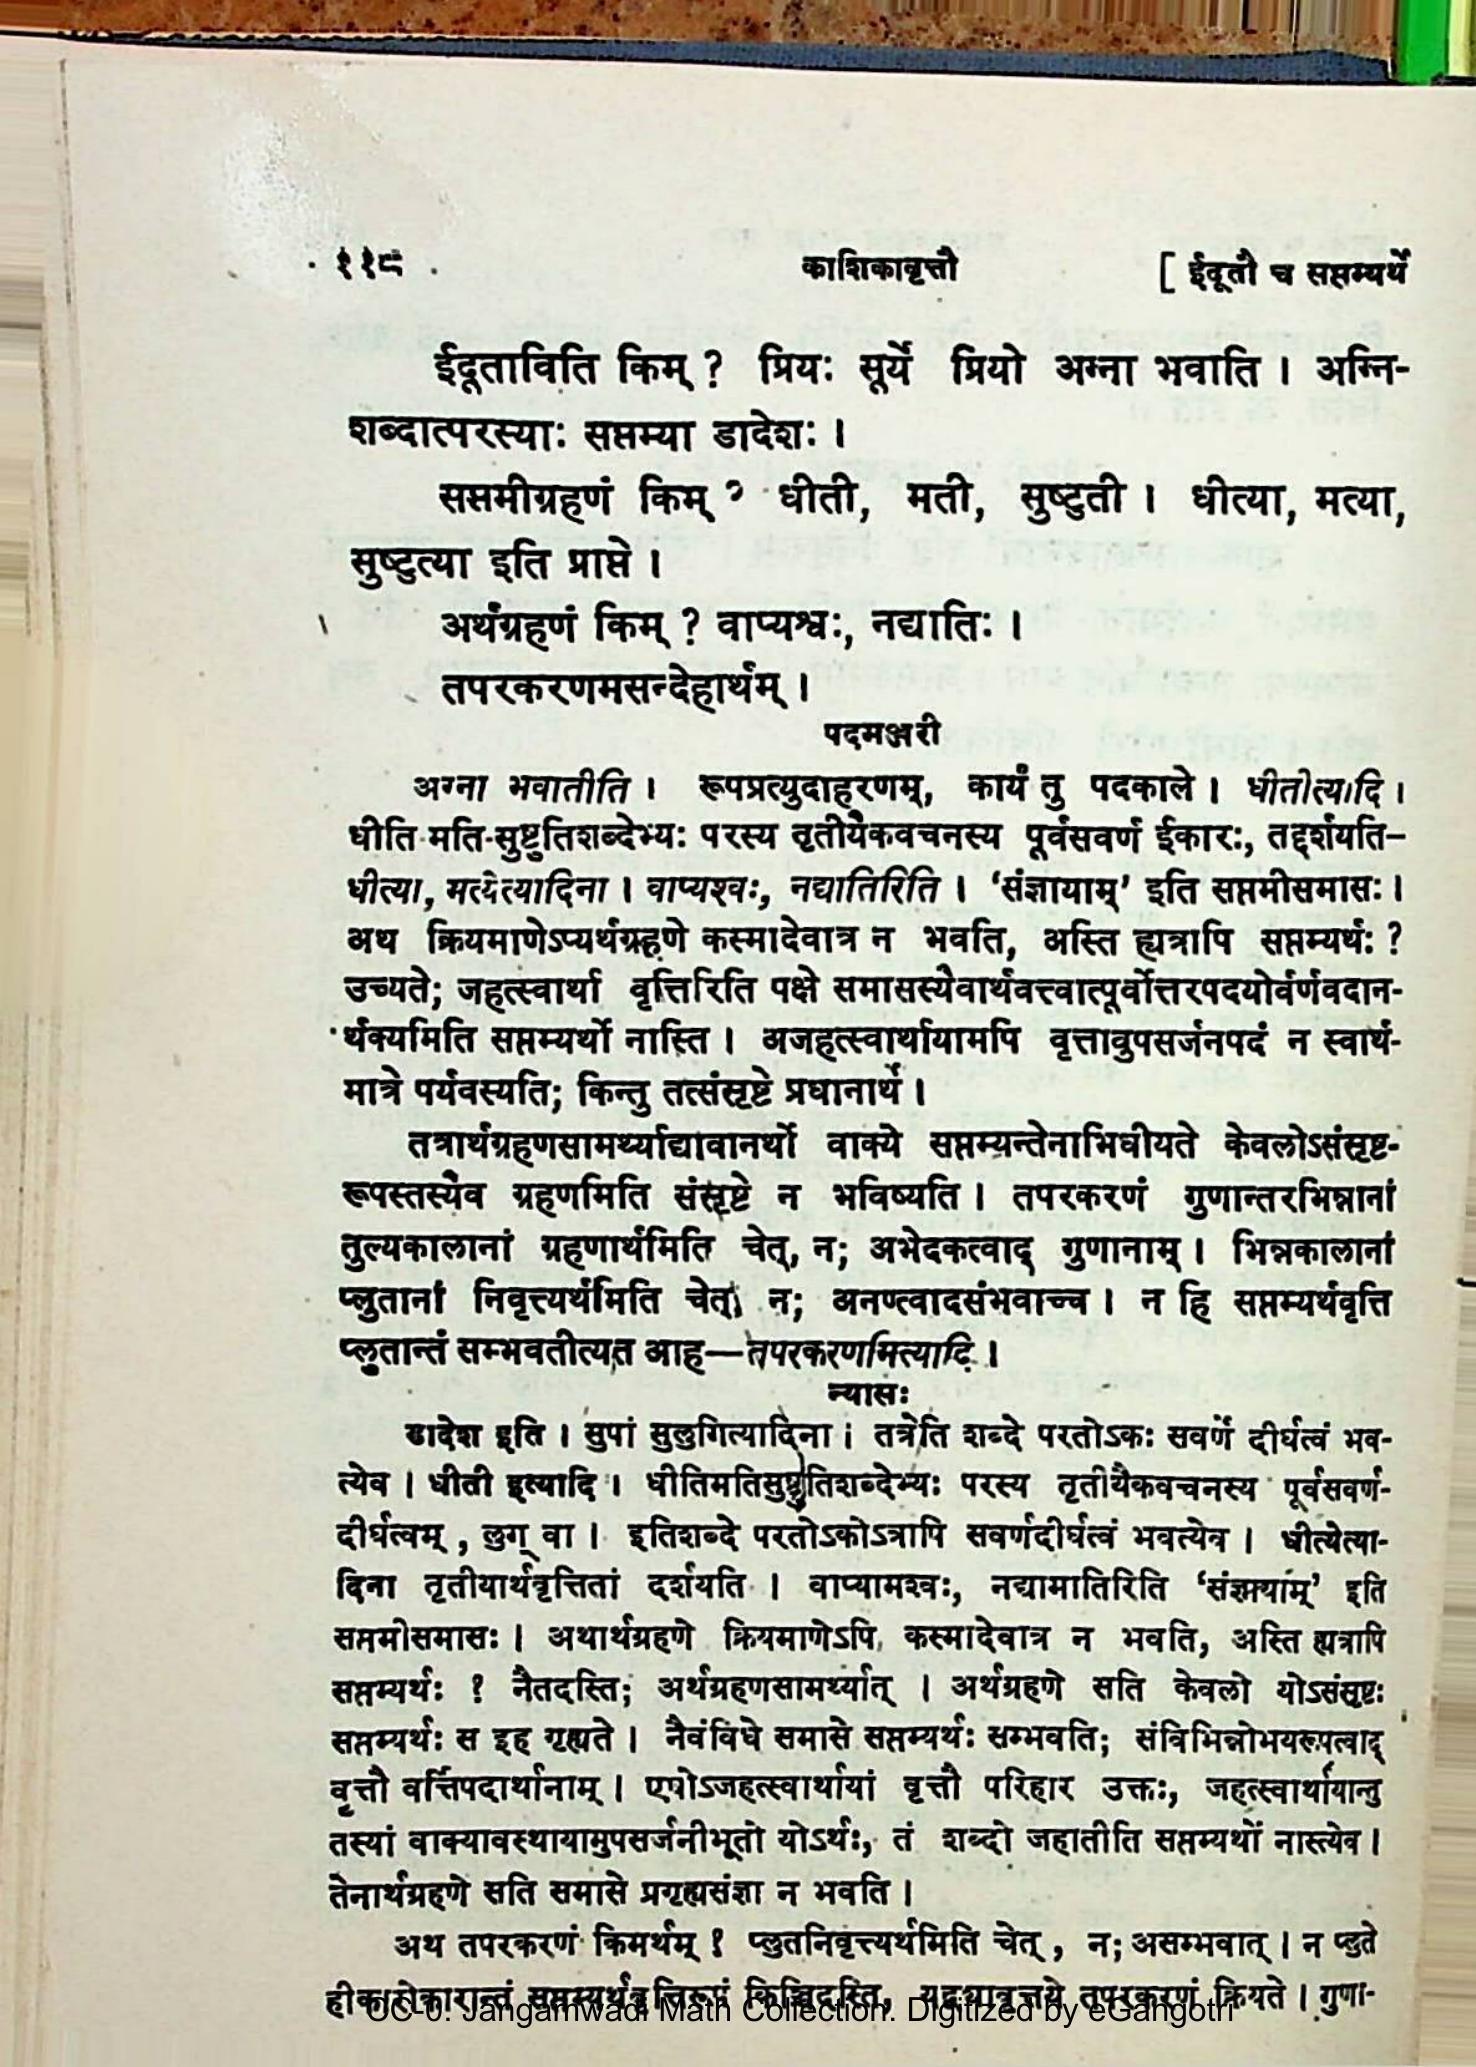 ११८ काशिकावृत्तौ [ ईदूतौ च सप्तम्यर्थे
ईदूताविति किम् ? प्रियः सूर्ये प्रियो अग्ना भवाति । अग्नि-
शब्दात्परस्याः सप्तम्या डादेशः ।
सप्तमीग्रहणं किम् ? धीती, मती, सुष्टुती । धीत्या, मत्या,
सुष्टुत्या इति प्राप्ते ।
अर्थग्रहणं किम् ? वाप्यश्वः, नद्यातिः ।
तपरकरणमसन्देहार्थम् ।
पदमञ्जरी
अग्ना भवातीति । रूपप्रत्युदाहरणम्, कार्यं तु पदकाले । धीतीत्यादि ।
धीति-मति-सुष्टुतिशब्देभ्यः परस्य तृतीयैकवचनस्य पूर्वसवर्ण ईकारः, तद्दर्शयति–
धीत्या, मत्येत्यादिना । वाप्यश्वः, नद्यातिरिति । ‘संज्ञायाम्’ इति सप्तमीसमासः ।
अथ क्रियमाणेऽप्यर्थग्रहणे कस्मादेवात्र न भवति, अस्ति ह्यत्रापि सप्तम्यर्थः ?
उच्यते; जहत्स्वार्था वृत्तिरिति पक्षे समासस्यैवार्थवत्त्वात्पूर्वोत्तरपदयोर्वर्णवदान-
र्थक्यमिति सप्तम्यर्थो नास्ति । अजहत्स्वार्थायामपि वृत्तावुपसर्जनपदं न स्वार्थ-
मात्रे पर्यवस्यति; किन्तु तत्संसृष्टे प्रधानार्थे ।
तत्रार्थग्रहणसामर्थ्याद्यावानर्थो वाक्ये सप्तम्यन्तेनाभिधीयते केवलोऽसंसृष्ट-
रूपस्तस्यैव ग्रहणमिति संसृष्टे न भविष्यति । तपरकरणं गुणान्तरभिन्नानां
तुल्यकालानां ग्रहणार्थमिति चेत्, न; अभेदकत्वाद् गुणानाम् । भिन्नकालानां
प्लुतानां निवृत्त्यर्थमिति चेत्, न; अनण्त्वादसंभवाच्च । न हि सप्तम्यर्थवृत्ति
प्लुतान्तं सम्भवतीत्यत आह—तपरकरणमित्यादि ।
न्यासः
डादेश इति । सुपां सुलुगित्यादिना । तत्रेति शब्दे परतोऽकः सवर्णे दीर्घत्वं भव-
त्येव । धीती इत्यादि । धीतिमतिसुष्टुतिशब्देभ्यः परस्य तृतीयैकवचनस्य पूर्वसवर्ण-
दीर्घत्वम् , लुग् वा । इतिशब्दे परतोऽकोऽत्रापि सवर्णदीर्घत्वं भवत्येव । धीत्येत्या-
दिना तृतीयार्थवृत्तितां दर्शयति । वाप्यामश्वः, नद्यामातिरिति ‘संज्ञायाम्’ इति
सप्तमीसमासः । अथार्थग्रहणे क्रियमाणेऽपि कस्मादेवात्र न भवति, अस्ति ह्यत्रापि
सप्तम्यर्थः ? नैतदस्ति; अर्थग्रहणसामर्थ्यात् । अर्थग्रहणे सति केवलो योऽसंसृष्टः
सप्तम्यर्थः स इह गृह्यते । नैवंविधे समासे सप्तम्यर्थः सम्भवति; संविभिन्नोभयरूपत्वाद्
वृत्तौ वर्त्तिपदार्थानाम् । एषोऽजहत्स्वार्थायां वृत्तौ परिहार उक्तः, जहत्स्वार्थायान्तु
तस्यां वाक्यावस्थायामुपसर्जनीभूतो योऽर्थः, तं शब्दो जहातीति सप्तम्यर्थो नास्त्येव ।
तेनार्थग्रहणे सति समासे प्रगृह्यसंज्ञा न भवति ।
अथ तपरकरणं किमर्थम् ? प्लुतनिवृत्त्यर्थमिति चेत् , न; असम्भवात् । न प्लुते
हीकारोकारान्तं सप्तम्यर्थवृत्तिरूपं किञ्चिदस्ति, तपरकरणं क्रियते । गुणा-
CC-0. Jangamwadi Math Collection. Digitized by eGangotri